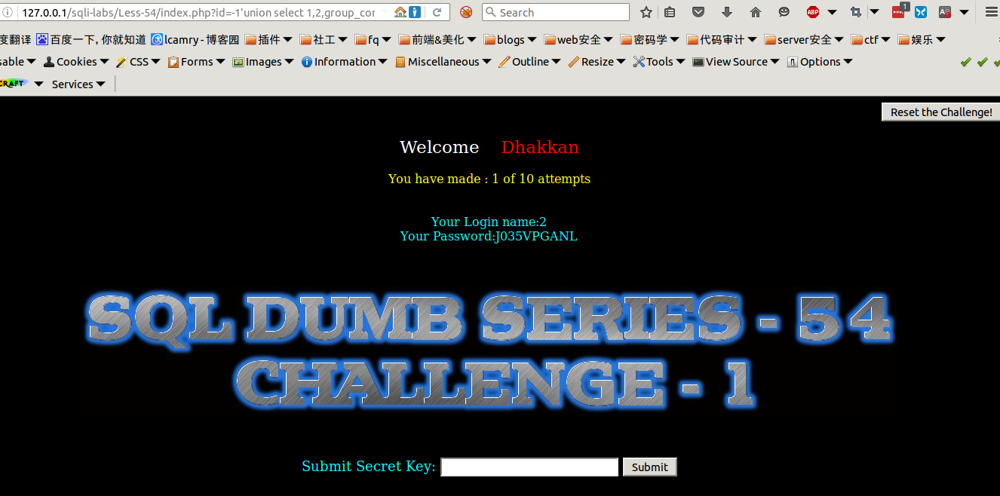 127.0.0.1/sqli-labs/Less-54/index.php?id=-1'union select 1,2,group_cor
Search
ABP
1
度翻译 百度一下，你就知道 lcamry - 博客园 插件 社工 fq 前端&美化 blogs web安全 密码学 代码审计 server安全 ctf 娱乐
sable Cookies CSS Forms Images Information Miscellaneous Outline Resize Tools View Source Options
CRAFT Services
Reset the Challenge!
Welcome Dhakkan
You have made : 1 of 10 attempts
Your Login name:2
Your Password:J035VPGANL
SQL DUMB SERIES - 54
CHALLENGE - 1
Submit Secret Key: Submit